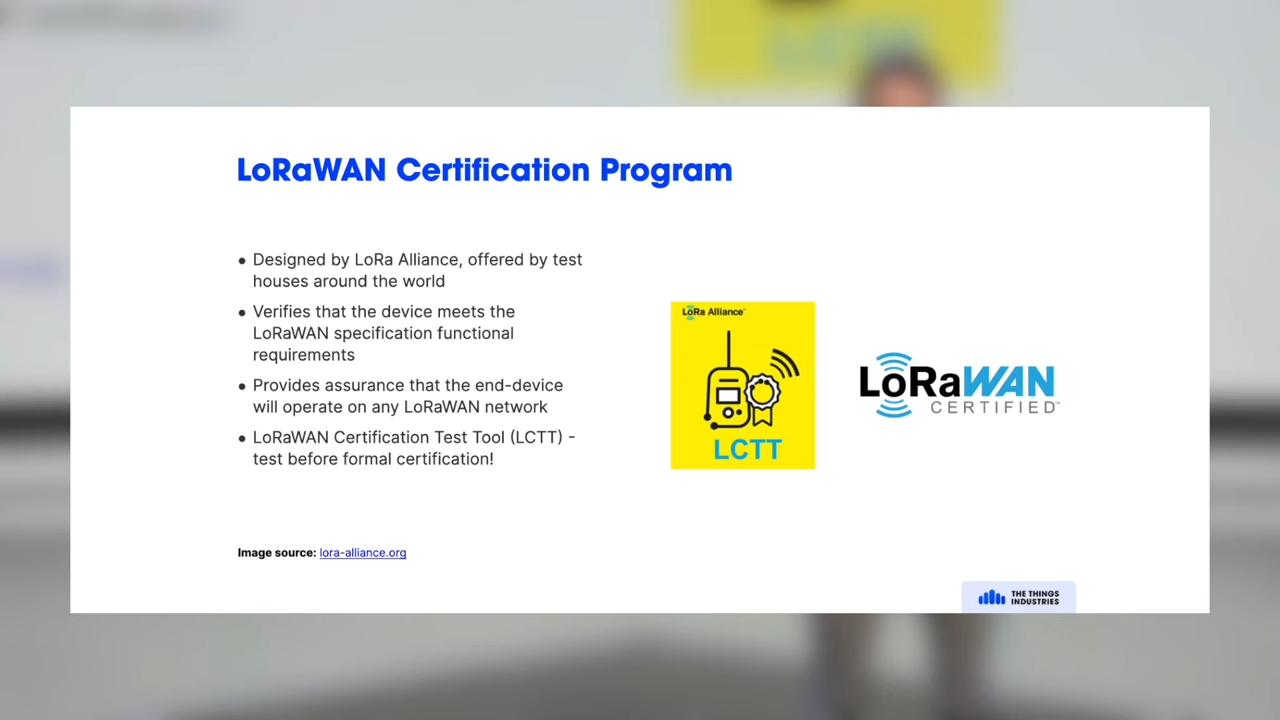 LoRaWAN Certification Program
• Designed by LoRa Alliance, offered by test
houses around the world
• Verifies that the device meets the
LoRaWAN specification functional
requirements
• Provides assurance that the end-device
will operate on any LoRaWAN network
• LoRaWAN Certification Test Tool (LCTT) -
test before formal certification!
LoRa Alliance™
LCTT
LoRaWAN
CERTIFIED™
Image source: lora-alliance.org
THE THINGS
INDUSTRIES